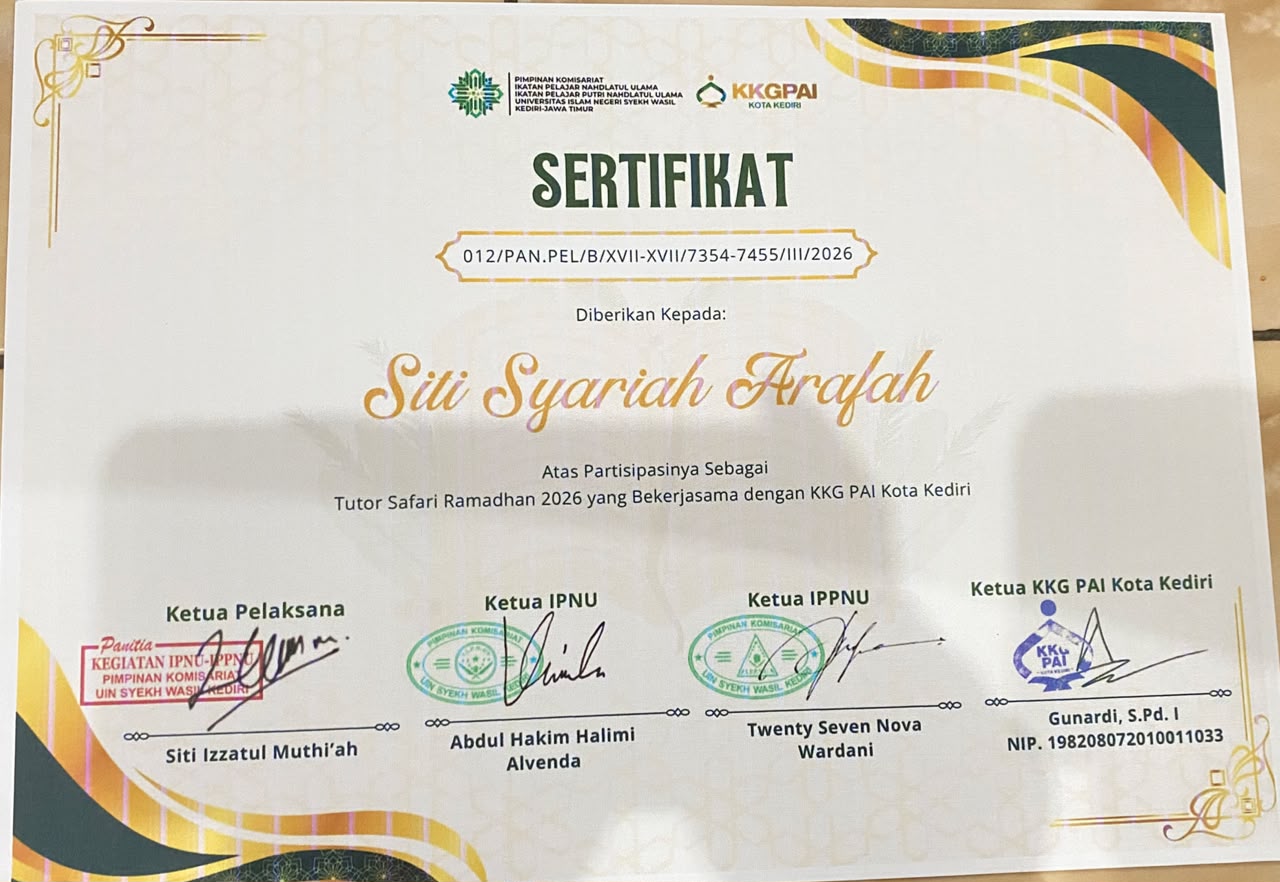 PIMPINAN KOMISARIAT
IKATAN PELAJAR NAHDLATUL ULAMA
IKATAN PELAJAR PUTRI NAHDLATUL ULAMA
UNIVERSITAS ISLAM NEGERI SYEKH WASIL
KEDIRI-JAWA TIMUR
KKGPAI
KOTA KEDIRI
SERTIFIKAT
012/PAN.PEL/B/XVII-XVII/7354-7455/III/2026
Diberikan Kepada:
Siti Syariah Arafah
Atas Partisipasinya Sebagai
Tutor Safari Ramadhan 2026 yang Bekerjasama dengan KKG PAI Kota Kediri
Ketua Pelaksana
Panitia
KEGIATAN IPNU-IPPNU
PIMPINAN KOMISARIAT
UIN SYEKH WASIL KEDIRI
Siti Izzatul Muthi'ah
Ketua IPNU
PIMPINAN KOMISARIAT
UIN SYEKH WASIL KEDIRI
Abdul Hakim Halimi
Alvenda
Ketua IPPNU
PIMPINAN KOMISARIAT
UIN SYEKH WASIL KEDIRI
Twenty Seven Nova
Wardani
Ketua KKG PAI Kota Kediri
KKG
PAI
KOTA KEDIRI
Gunardi, S.Pd. I
NIP. 198208072010011033